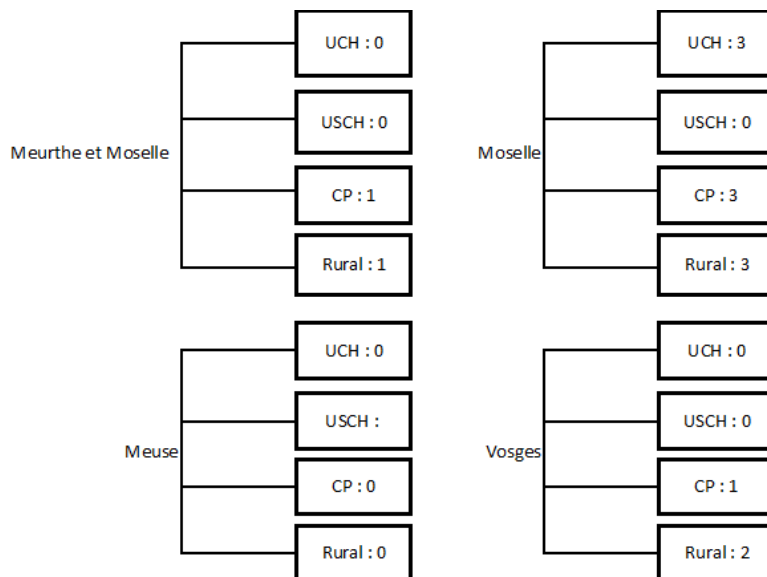 Meurthe et Moselle
UCH : 0
USCH : 0
CP : 1
Rural : 1
Moselle
UCH : 3
USCH : 0
CP : 3
Rural : 3
Meuse
UCH : 0
USCH :
CP : 0
Rural : 0
Vosges
UCH : 0
USCH : 0
CP : 1
Rural : 2